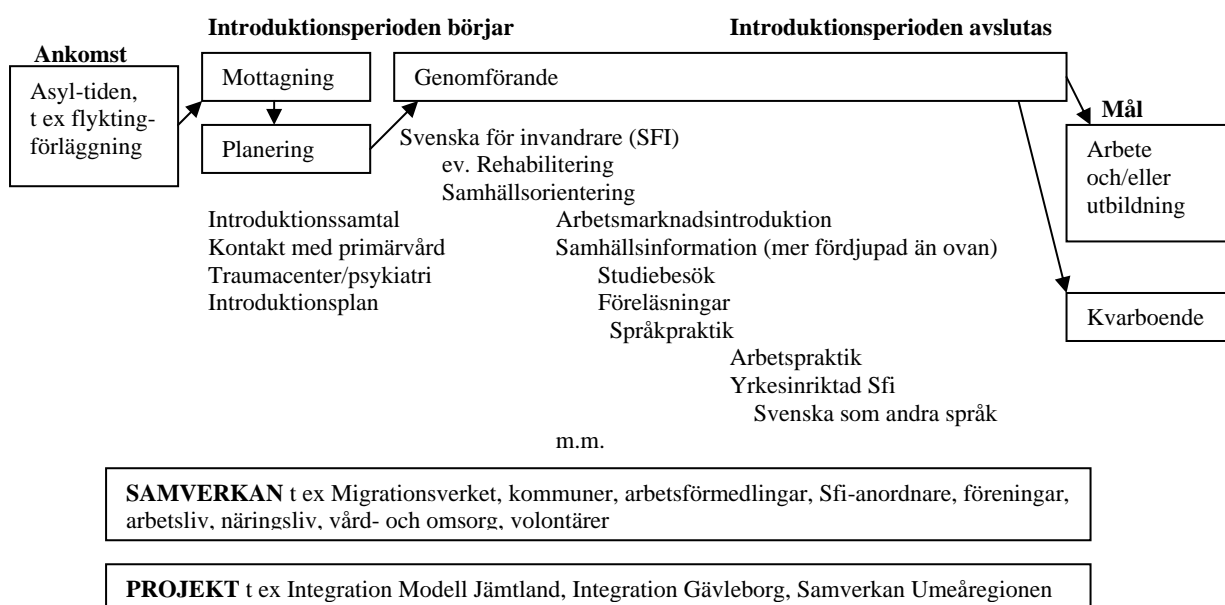 Introduktionsperioden börjar
Introduktionsperioden avslutas
Ankomst
Asyl-tiden,
t ex flykting-
förläggning
Mottagning
Planering
Genomförande
Mål
Arbete
och/eller
utbildning
Kvarboende
Introduktionssamtal
Kontakt med primärvård
Traumacenter/psykiatri
Introduktionsplan
Svenska för invandrare (SFI)
ev. Rehabilitering
Samhällsorientering
Arbetsmarknadsintroduktion
Samhällsinformation (mer fördjupad än ovan)
Studiebesök
Föreläsningar
Språkpraktik
Arbetspraktik
Yrkesinriktad Sfi
Svenska som andra språk
m.m.
SAMVERKAN t ex Migrationsverket, kommuner, arbetsförmedlingar, Sfi-anordnare, föreningar,
arbetsliv, näringsliv, vård- och omsorg, volontärer
PROJEKT t ex Integration Modell Jämtland, Integration Gävleborg, Samverkan Umeåregionen